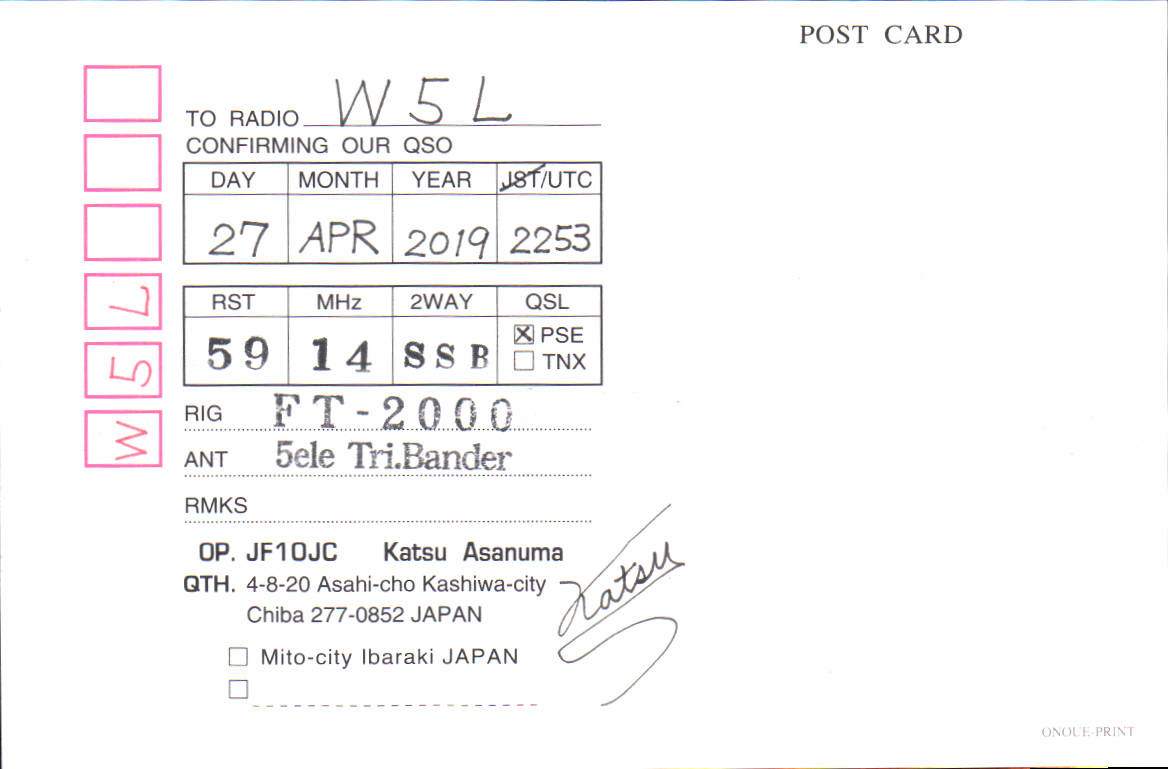 POST CARD
TO RADIO W5L
CONFIRMING OUR QSO
DAY MONTH YEAR JST/UTC
27 APR 2019 2253
RST MHz 2WAY QSL
59 14 SSB ☒ PSE
☐ TNX
RIG FT-2000
ANT 5ele Tri.Bander
RMKS
OP. JF1OJC Katsu Asanuma
QTH. 4-8-20 Asahi-cho Kashiwa-city
Chiba 277-0852 JAPAN
☐ Mito-city Ibaraki JAPAN
☐
Katsu
W5L
ONOUE-PRINT